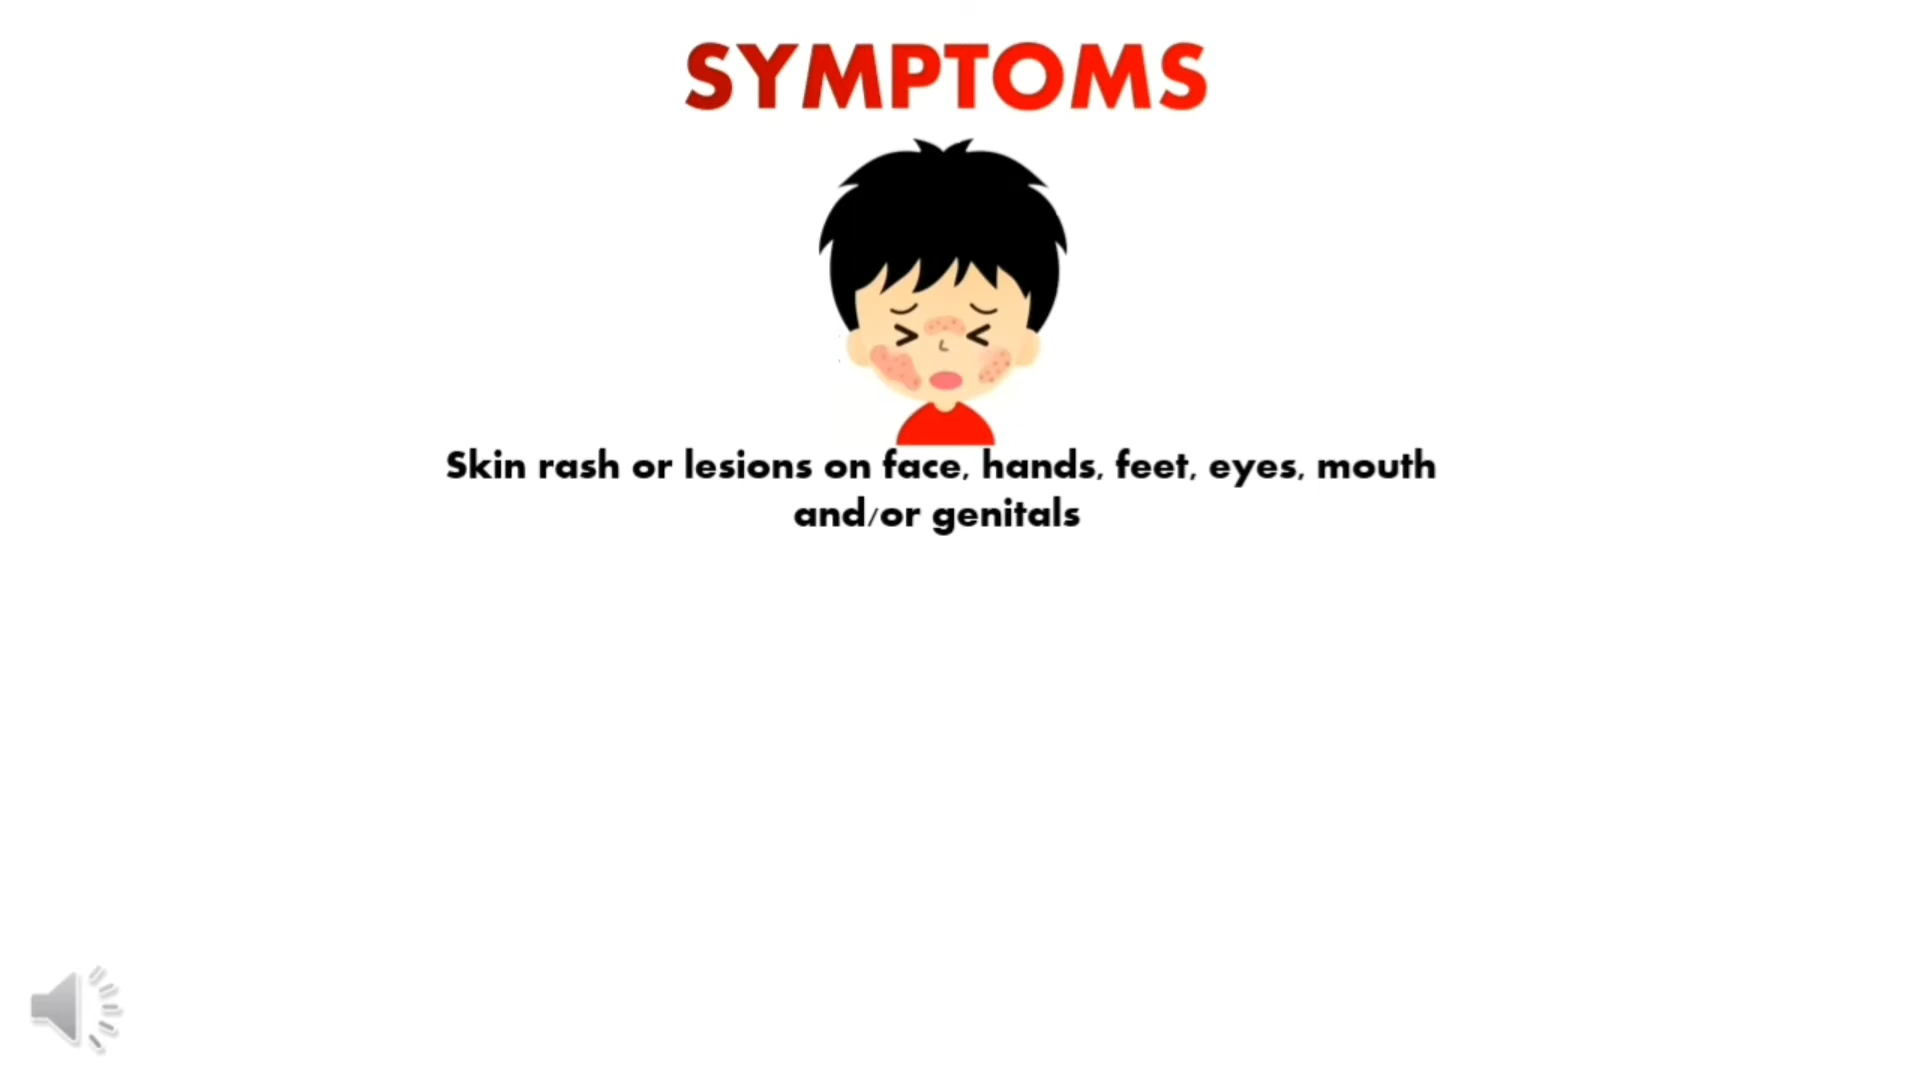 SYMPTOMS
Skin rash or lesions on face, hands, feet, eyes, mouth
and/or genitals